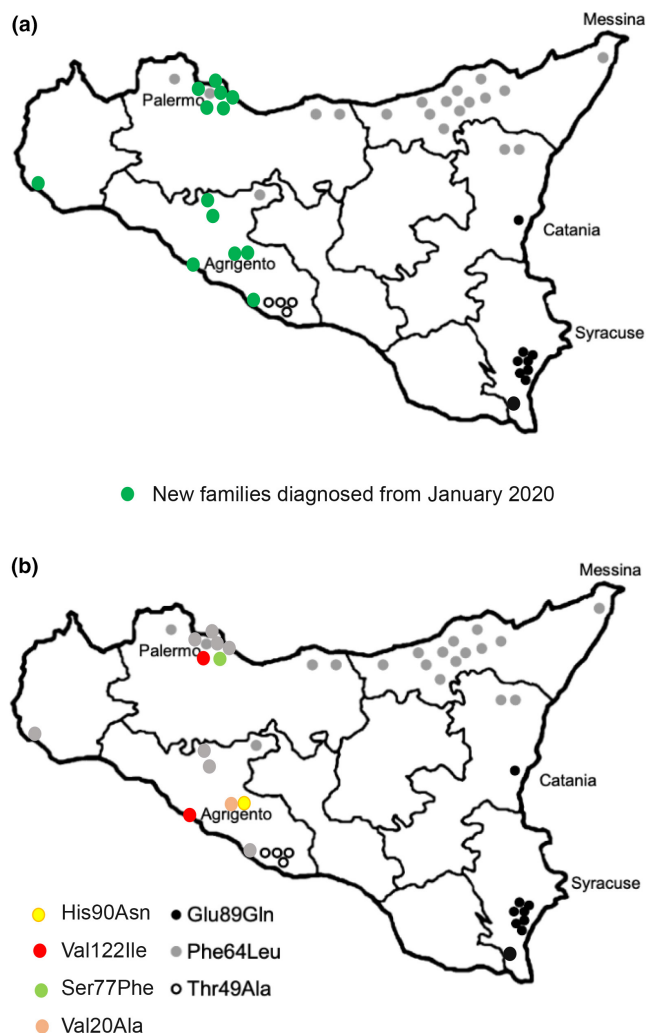 (a)
Messina
Palermo
Catania
Agrigento
Syracuse
New families diagnosed from January 2020
(b)
Messina
Palermo
Catania
Agrigento
Syracuse
His90Asn
Glu89Gln
Val122Ile
Phe64Leu
Ser77Phe
Thr49Ala
Val20Ala